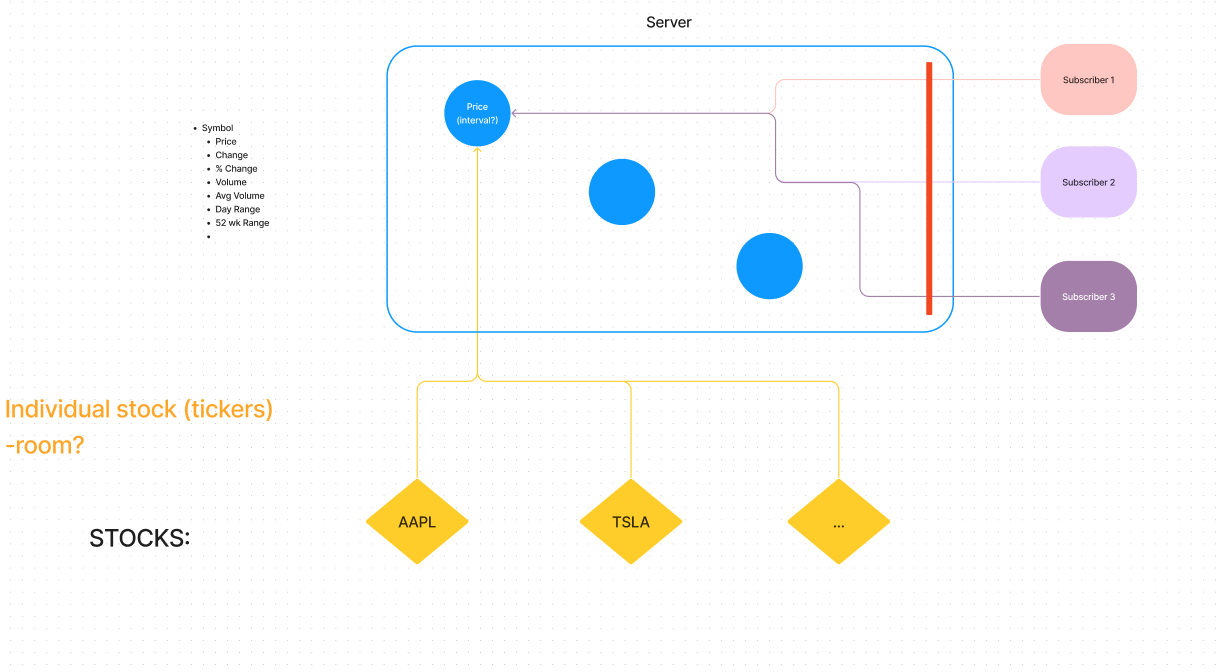 Server
Price
(interval?)
Subscriber 1
Subscriber 2
Subscriber 3
Symbol
Price
Change
% Change
Volume
Avg Volume
Day Range
52 wk Range
Individual stock (tickers)
-room?
STOCKS:
AAPL
TSLA
...